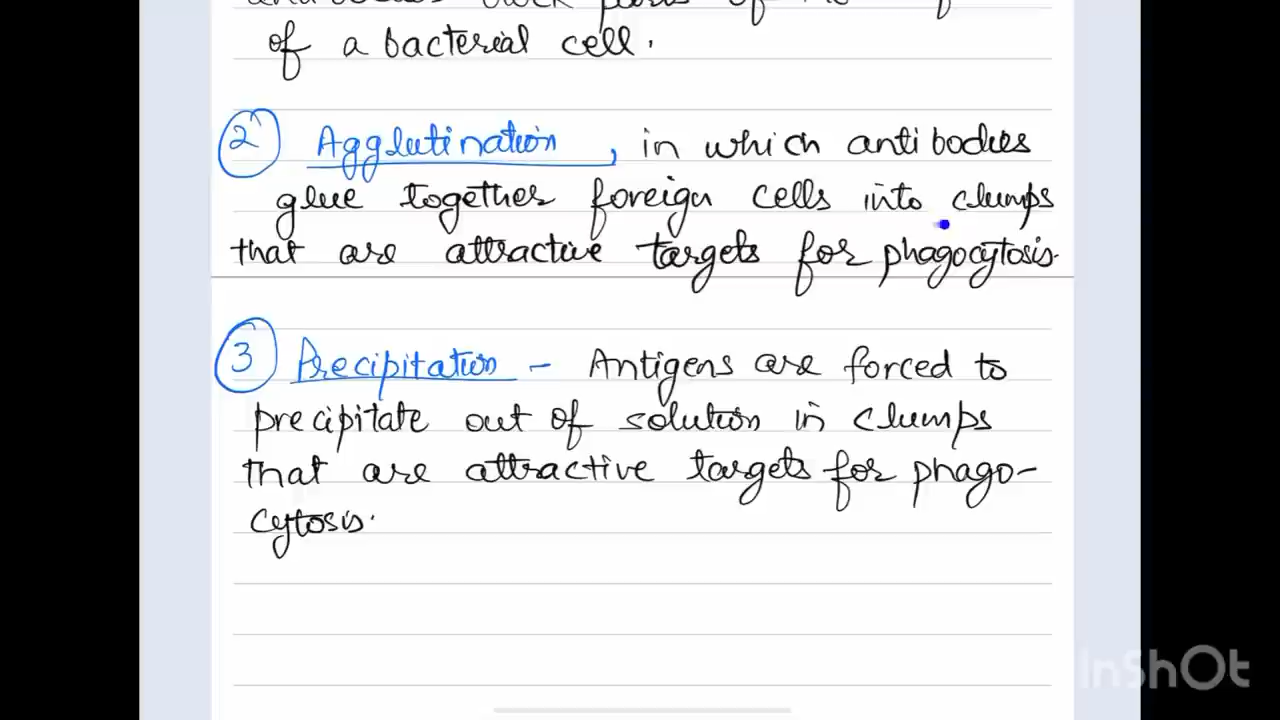 of a bacterial cell.
2 Agglutination, in which antibodies
glue together foreign cells into clumps
that are attractive targets for phagocytosis.
3 Precipitation - Antigens are forced to
precipitate out of solution in clumps
that are attractive targets for phago-
cytosis.
InShOt